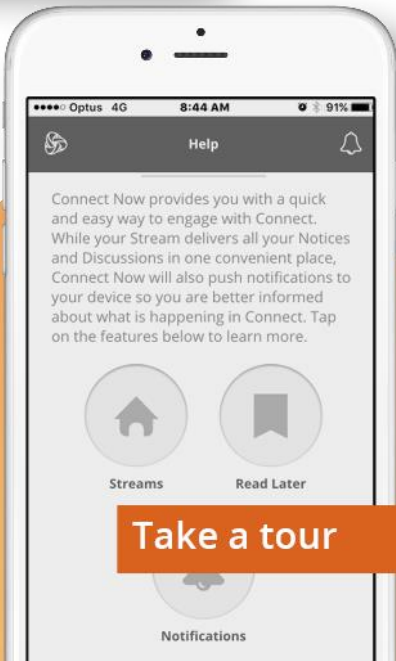 Optus 4G 8:44 AM 91%
Help
Connect Now provides you with a quick
and easy way to engage with Connect.
While your Stream delivers all your Notices
and Discussions in one convenient place,
Connect Now will also push notifications to
your device so you are better informed
about what is happening in Connect. Tap
on the features below to learn more.
Streams Read Later
Take a tour
Notifications